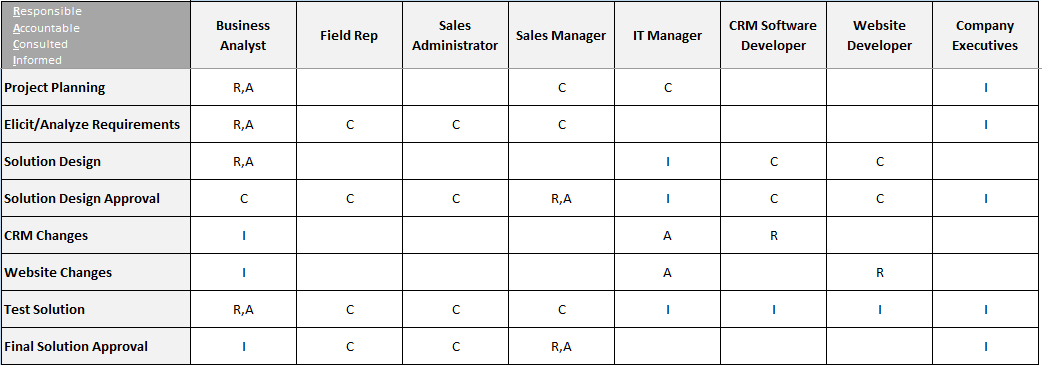 Responsible
Accountable
Consulted
Informed
Business Analyst Field Rep Sales Administrator Sales Manager IT Manager CRM Software Developer Website Developer Company Executives
Project Planning R,A C C I
Elicit/Analyze Requirements R,A C C C I
Solution Design R,A I C C
Solution Design Approval C C C R,A I C C I
CRM Changes I A R
Website Changes I A R
Test Solution R,A C C C I I I I
Final Solution Approval I C C R,A I